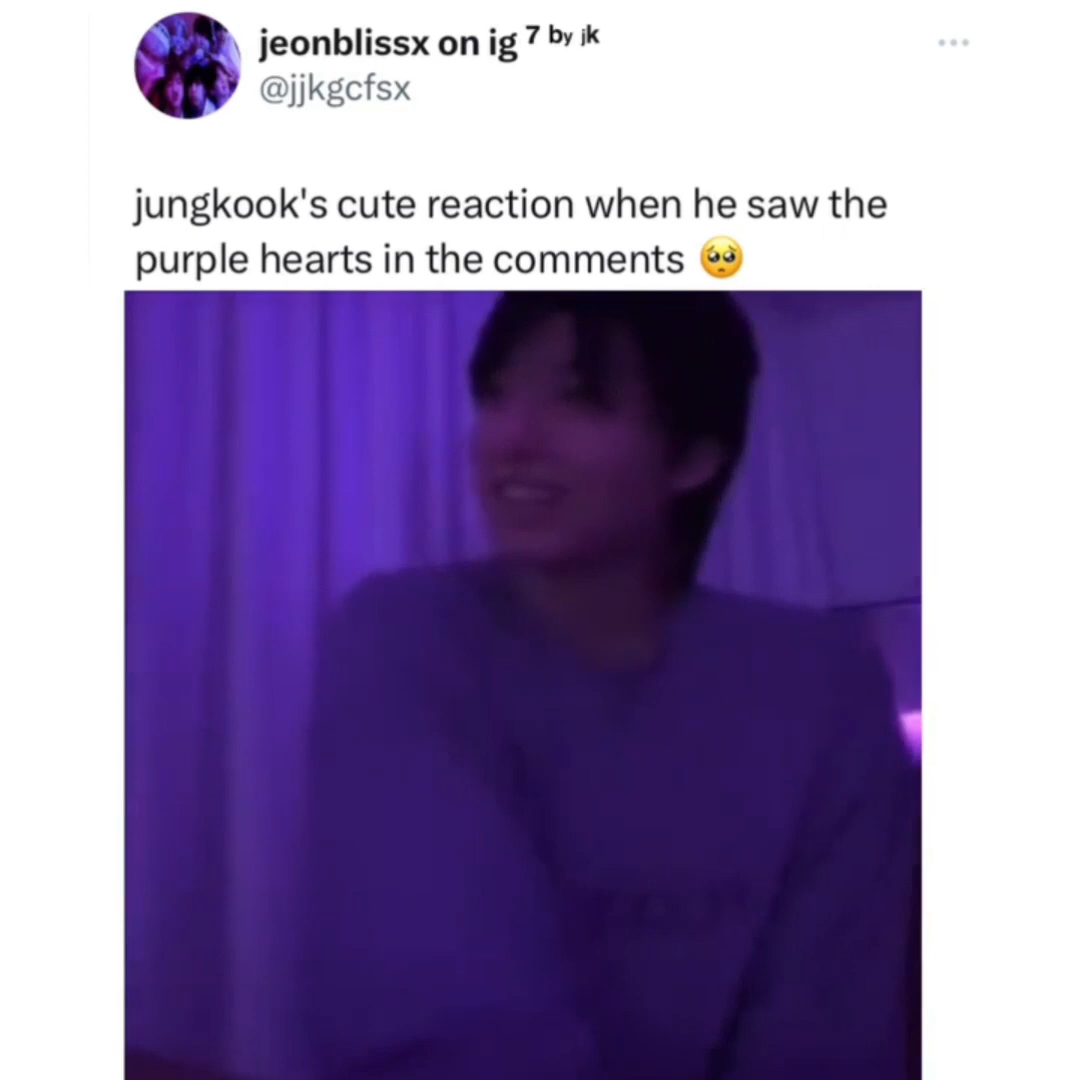 jeonblissx on ig ⁷ ᵇʸ ʲᵏ
@jjkgcfsx
jungkook's cute reaction when he saw the
purple hearts in the comments 🥺